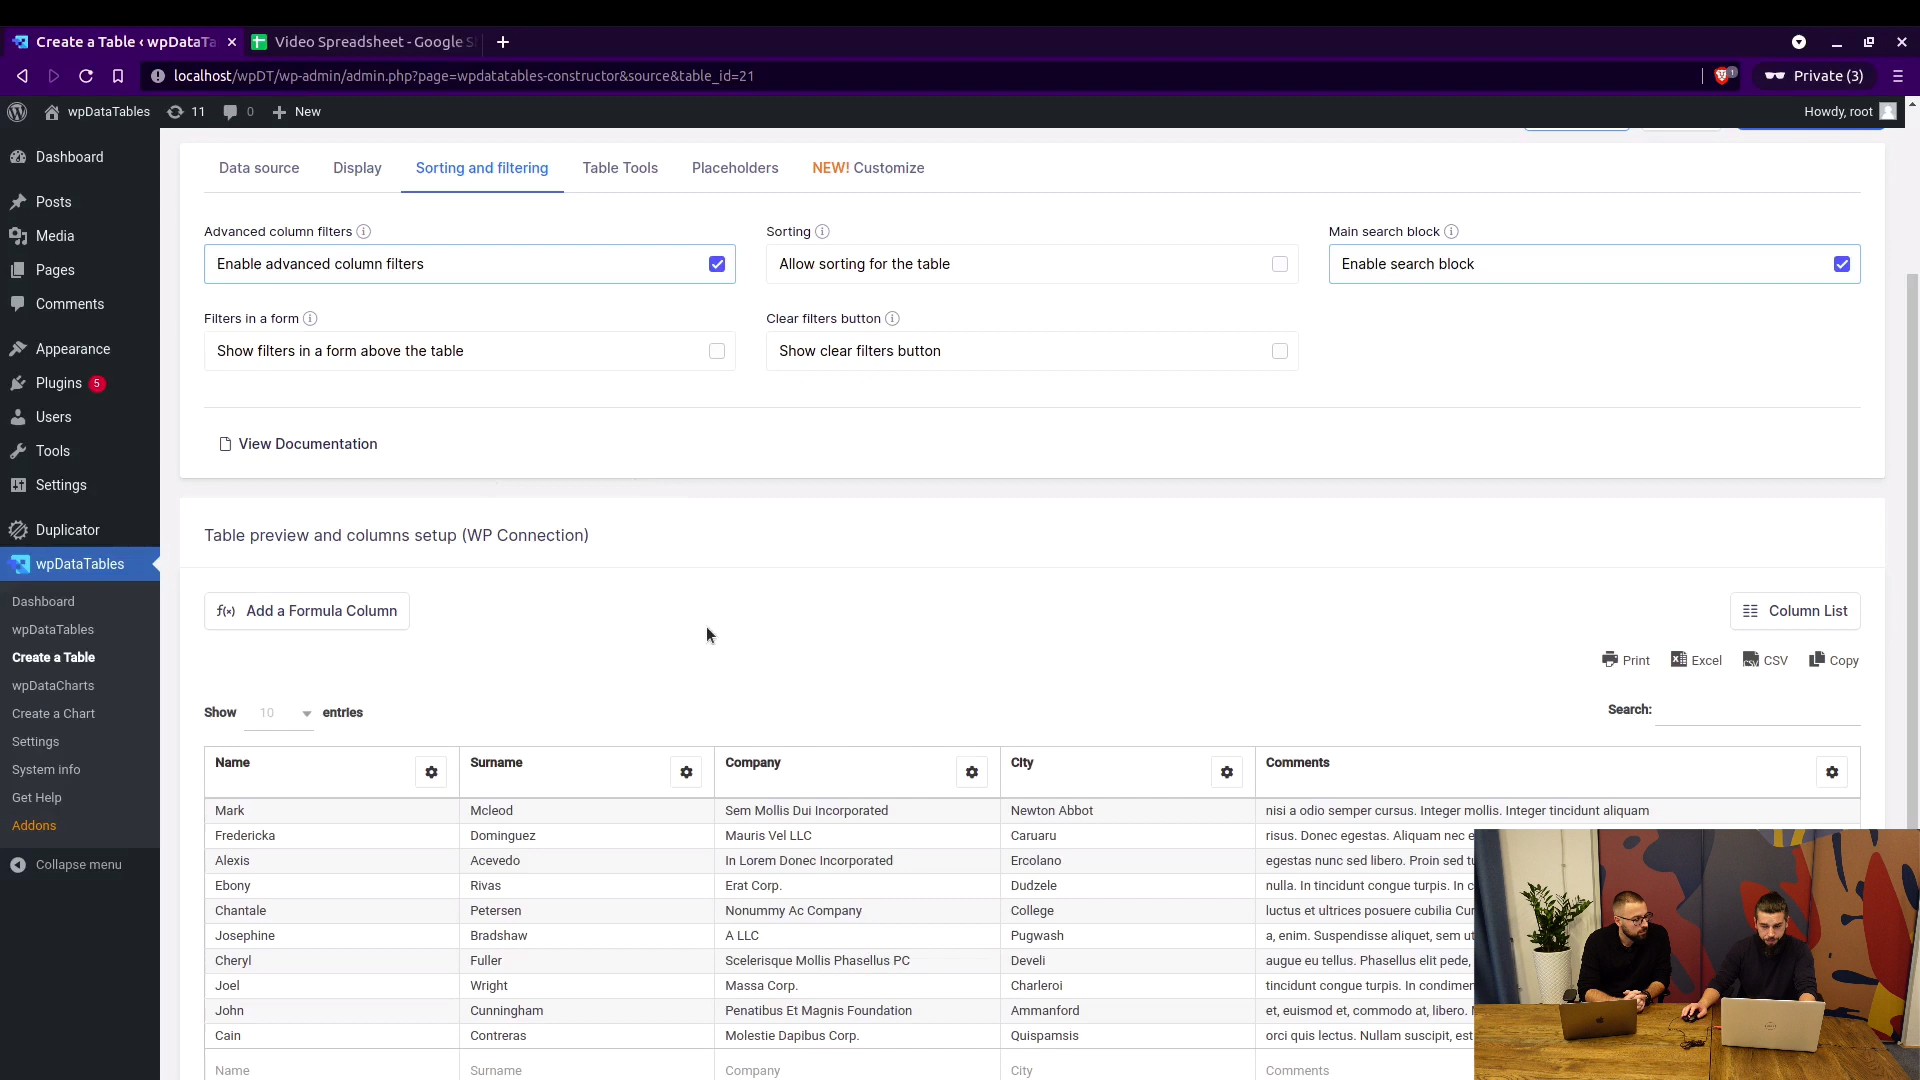 Create a Table ‹ wpDataTa
Video Spreadsheet - Google S
localhost/wpDT/wp-admin/admin.php?page=wpdatatables-constructor&source&table_id=21
1
Private (3)
wpDataTables
11
0
New
Howdy, root
Dashboard
Posts
Media
Pages
Comments
Appearance
Plugins 5
Users
Tools
Settings
Duplicator
wpDataTables
Dashboard
wpDataTables
Create a Table
wpDataCharts
Create a Chart
Settings
System info
Get Help
Addons
Collapse menu
Data source Display Sorting and filtering Table Tools Placeholders NEW! Customize
Advanced column filters Sorting Main search block
Enable advanced column filters Allow sorting for the table Enable search block
Filters in a form Clear filters button
Show filters in a form above the table Show clear filters button
View Documentation
Table preview and columns setup (WP Connection)
f(x) Add a Formula Column Column List
Print Excel CSV Copy
Show 10 entries Search:
Name Surname Company City Comments
Mark Mcleod Sem Mollis Dui Incorporated Newton Abbot nisi a odio semper cursus. Integer mollis. Integer tincidunt aliquam
Fredericka Dominguez Mauris Vel LLC Caruaru risus. Donec egestas. Aliquam nec e
Alexis Acevedo In Lorem Donec Incorporated Ercolano egestas nunc sed libero. Proin sed tu
Ebony Rivas Erat Corp. Dudzele nulla. In tincidunt congue turpis. In c
Chantale Petersen Nonummy Ac Company College luctus et ultrices posuere cubilia Cur
Josephine Bradshaw A LLC Pugwash a, enim. Suspendisse aliquet, sem ut
Cheryl Fuller Scelerisque Mollis Phasellus PC Develi augue eu tellus. Phasellus elit pede,
Joel Wright Massa Corp. Charleroi tincidunt congue turpis. In condimen
John Cunningham Penatibus Et Magnis Foundation Ammanford et, euismod et, commodo at, libero.
Cain Contreras Molestie Dapibus Corp. Quispamsis orci quis lectus. Nullam suscipit, est
Name Surname Company City Comments